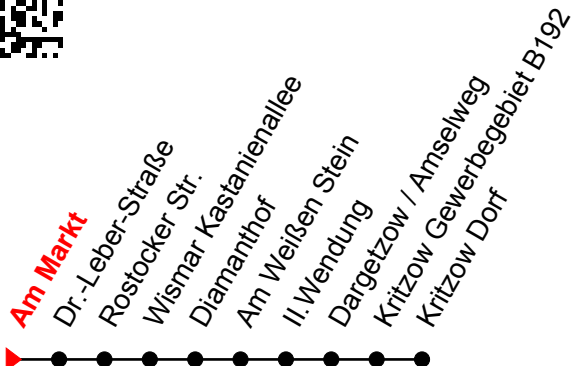 Am Markt
Dr.-Leber-Straße
Rostocker Str.
Wismar Kastanienallee
Diamanthof
Am Weißen Stein
II.Wendung
Dargetzow / Amselweg
Kritzow Gewerbegebiet B192
Kritzow Dorf